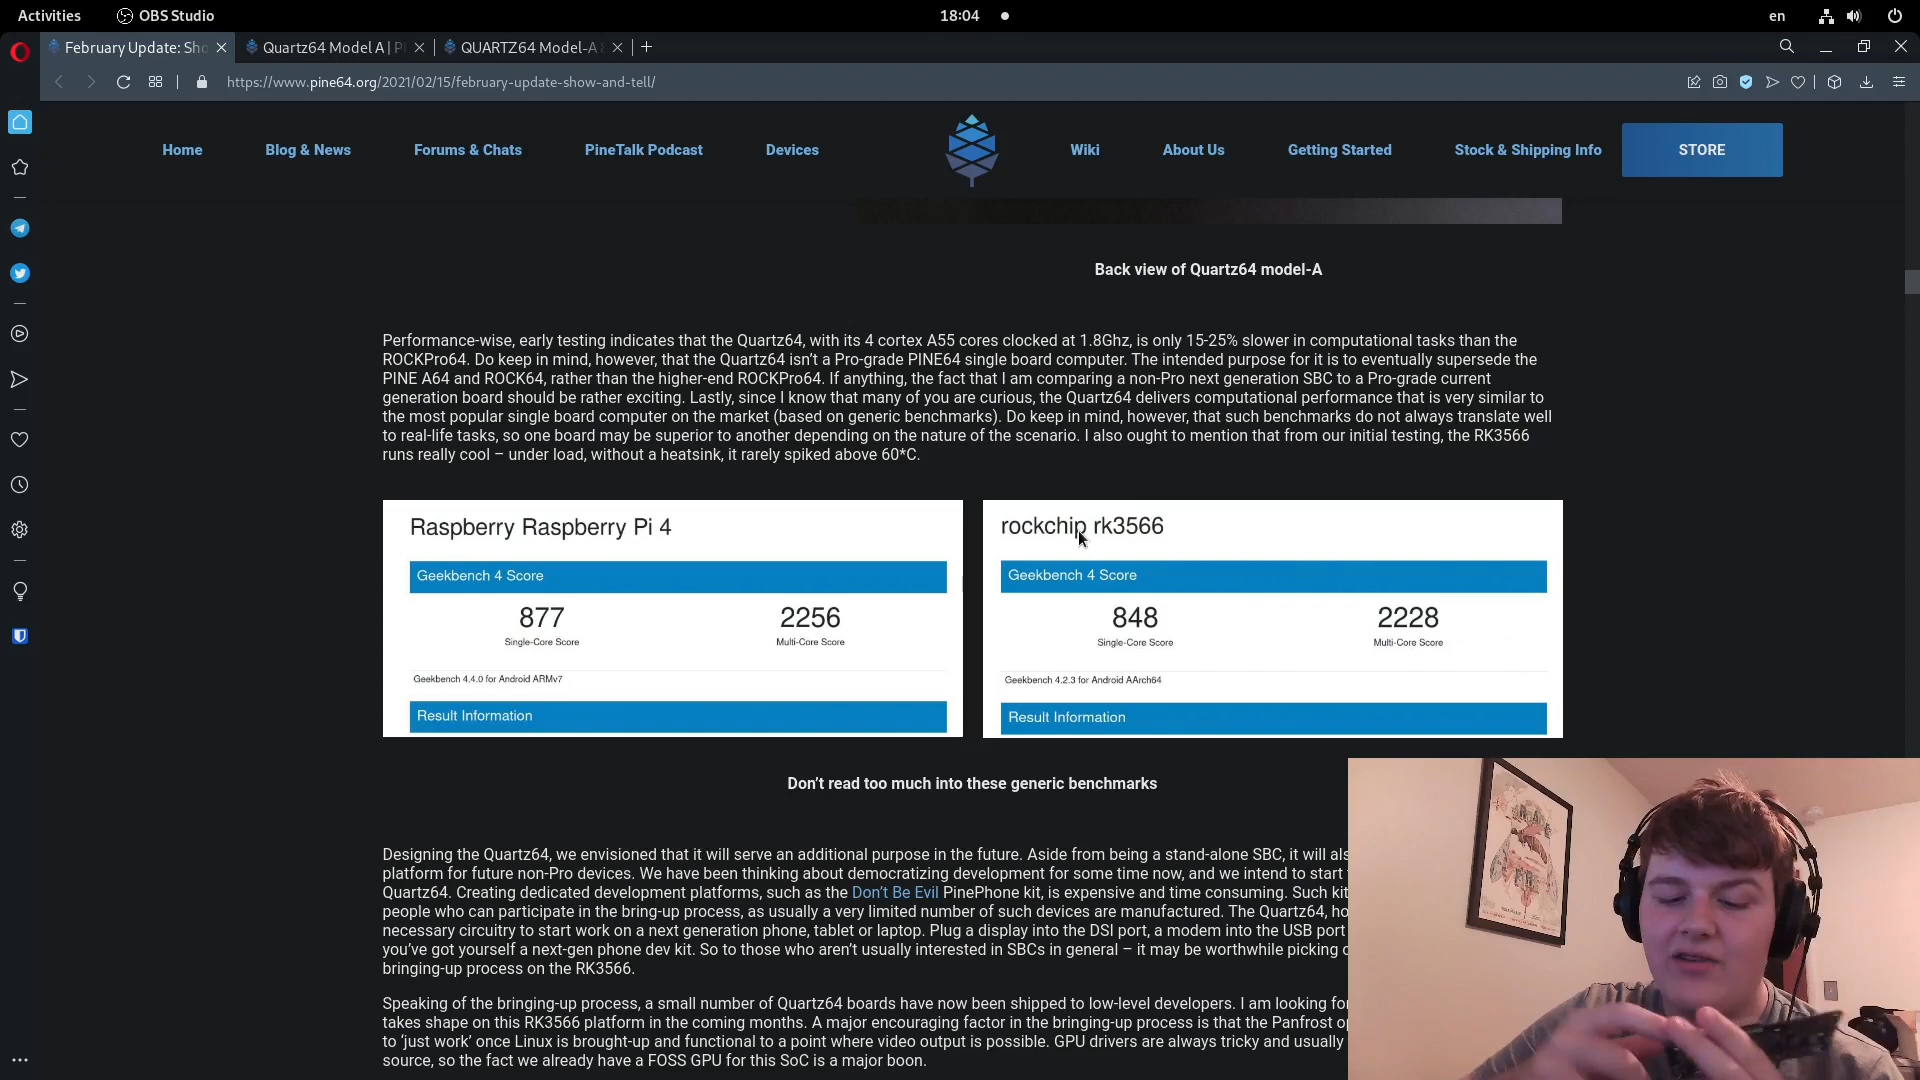 Activities
OBS Studio
18:04
en
February Update: Sho
Quartz64 Model A | P
QUARTZ64 Model-A
https://www.pine64.org/2021/02/15/february-update-show-and-tell/
Home
Blog & News
Forums & Chats
PineTalk Podcast
Devices
Wiki
About Us
Getting Started
Stock & Shipping Info
STORE
Back view of Quartz64 model-A
Performance-wise, early testing indicates that the Quartz64, with its 4 cortex A55 cores clocked at 1.8Ghz, is only 15-25% slower in computational tasks than the
ROCKPro64. Do keep in mind, however, that the Quartz64 isn’t a Pro-grade PINE64 single board computer. The intended purpose for it is to eventually supersede the
PINE A64 and ROCK64, rather than the higher-end ROCKPro64. If anything, the fact that I am comparing a non-Pro next generation SBC to a Pro-grade current
generation board should be rather exciting. Lastly, since I know that many of you are curious, the Quartz64 delivers computational performance that is very similar to
the most popular single board computer on the market (based on generic benchmarks). Do keep in mind, however, that such benchmarks do not always translate well
to real-life tasks, so one board may be superior to another depending on the nature of the scenario. I also ought to mention that from our initial testing, the RK3566
runs really cool – under load, without a heatsink, it rarely spiked above 60*C.
Raspberry Raspberry Pi 4
Geekbench 4 Score
877
2256
Single-Core Score
Multi-Core Score
Geekbench 4.4.0 for Android ARMv7
Result Information
rockchip rk3566
Geekbench 4 Score
848
2228
Single-Core Score
Multi-Core Score
Geekbench 4.2.3 for Android AArch64
Result Information
Don’t read too much into these generic benchmarks
Designing the Quartz64, we envisioned that it will serve an additional purpose in the future. Aside from being a stand-alone SBC, it will als
platform for future non-Pro devices. We have been thinking about democratizing development for some time now, and we intend to start
Quartz64. Creating dedicated development platforms, such as the Don’t Be Evil PinePhone kit, is expensive and time consuming. Such kit
people who can participate in the bring-up process, as usually a very limited number of such devices are manufactured. The Quartz64, ho
necessary circuitry to start work on a next generation phone, tablet or laptop. Plug a display into the DSI port, a modem into the USB port
you’ve got yourself a next-gen phone dev kit. So to those who aren’t usually interested in SBCs in general – it may be worthwhile picking
bringing-up process on the RK3566.
Speaking of the bringing-up process, a small number of Quartz64 boards have now been shipped to low-level developers. I am looking for
takes shape on this RK3566 platform in the coming months. A major encouraging factor in the bringing-up process is that the Panfrost op
to ‘just work’ once Linux is brought-up and functional to a point where video output is possible. GPU drivers are always tricky and usually
source, so the fact we already have a FOSS GPU for this SoC is a major boon.